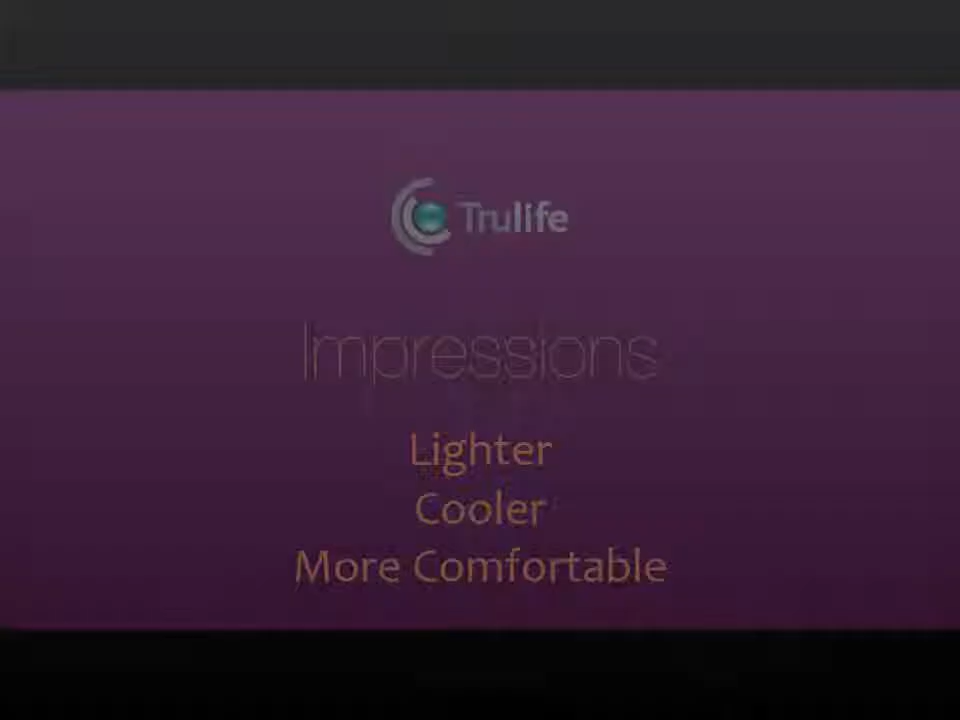 Trulife
Impressions
Lighter
Cooler
More Comfortable